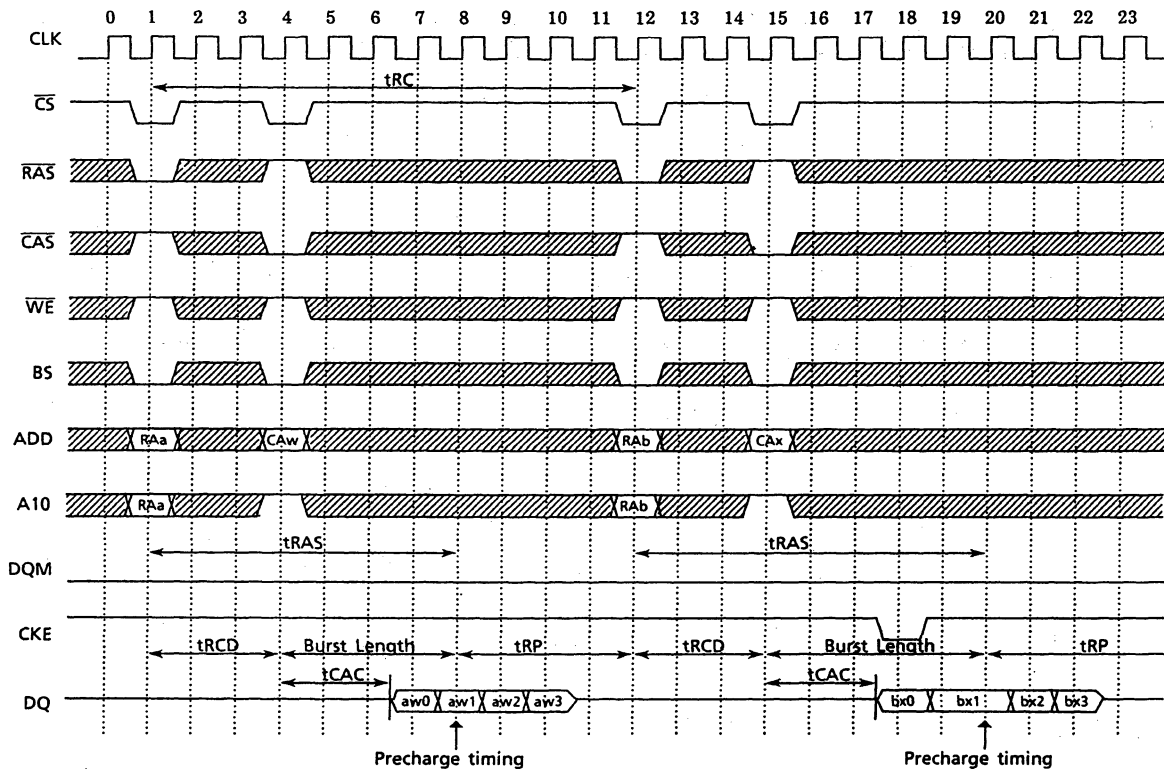 0 1 2 3 4 5 6 7 8 9 10 11 12 13 14 15 16 17 18 19 20 21 22 23
CLK
tRC
CS
RAS
CAS
WE
BS
ADD RAa CAw RAb CAx
A10 RAa RAb
tRAS tRAS
DQM
CKE
tRCD Burst Length tRP tRCD Burst Length tRP
tCAC tCAC
DQ aw0 aw1 aw2 aw3 bx0 bx1 bx2 bx3
Precharge timing Precharge timing